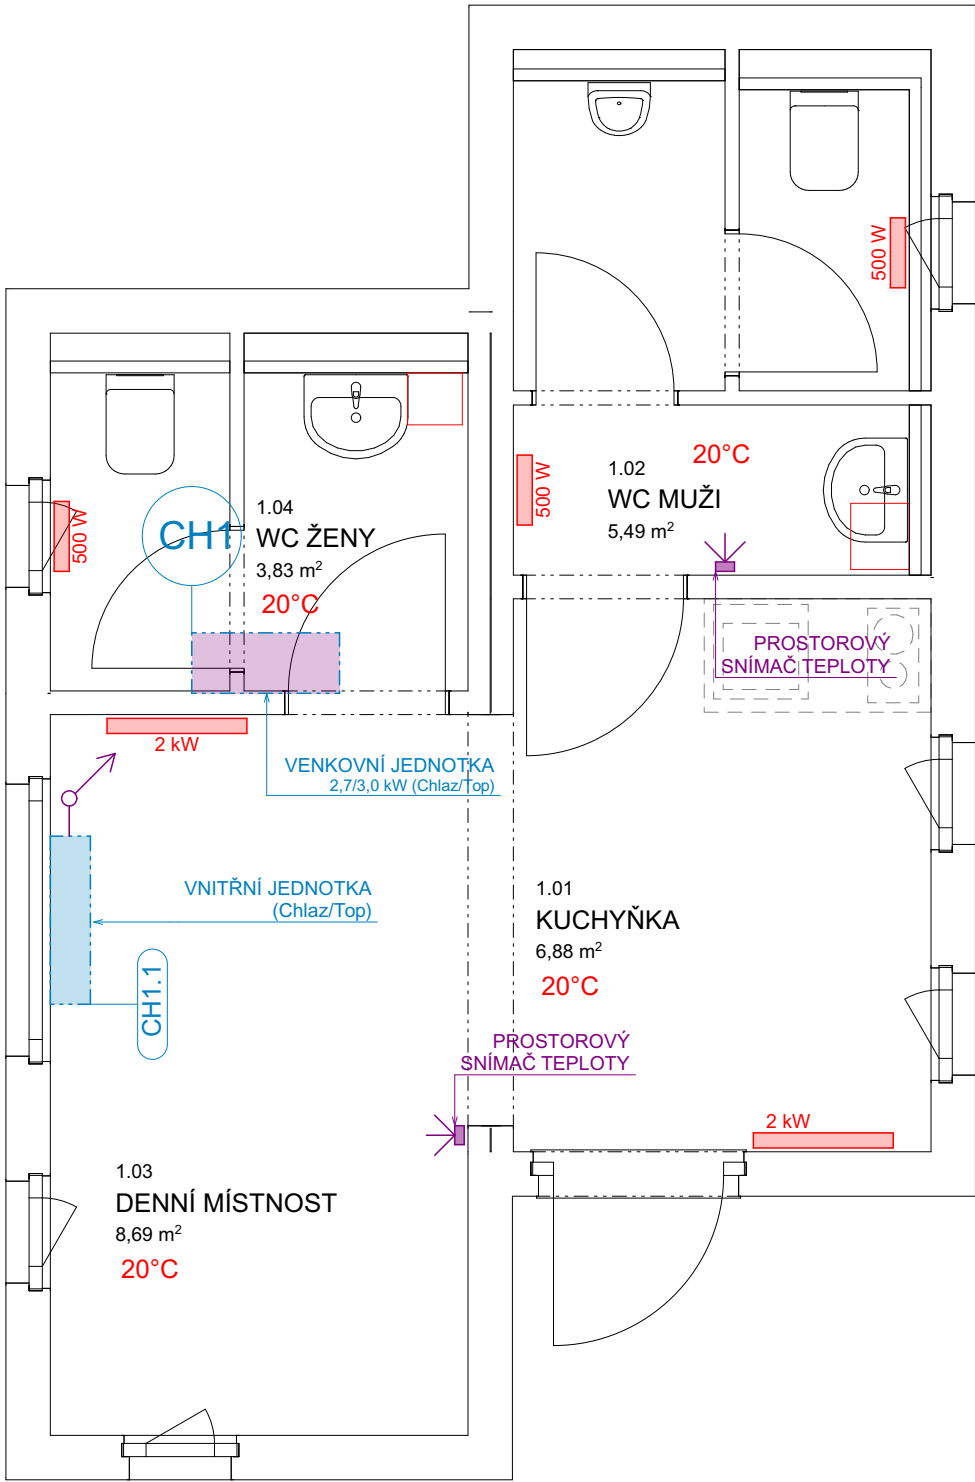 500 W
20°C
1.02
WC MUŽI
5,49 m²
500 W
1.04
WC ŽENY
3,83 m²
20°C
CH1
500 W
PROSTOROVÝ
SNÍMAČ TEPLOTY
2 kW
VENKOVNÍ JEDNOTKA
2,7/3,0 kW (Chlaz/Top)
VNITŘNÍ JEDNOTKA
(Chlaz/Top)
CH1.1
1.01
KUCHYŇKA
6,88 m²
20°C
PROSTOROVÝ
SNÍMAČ TEPLOTY
2 kW
1.03
DENNÍ MÍSTNOST
8,69 m²
20°C